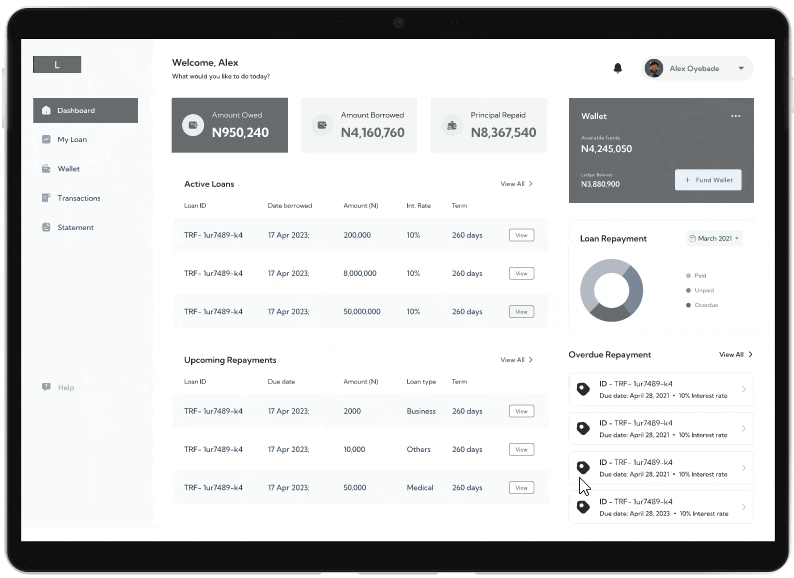 L
Dashboard
My Loan
Wallet
Transactions
Statement
Help
Welcome, Alex
What would you like to do today?
Alex Oyebade
Amount Owed
N950,240
Amount Borrowed
N4,160,760
Principal Repaid
N8,367,540
Active Loans
View All
Loan ID Date borrowed Amount (N) Int. Rate Term
TRF- 1ur7489-k4 17 Apr 2023; 200,000 10% 260 days View
TRF- 1ur7489-k4 17 Apr 2023; 8,000,000 10% 260 days View
TRF- 1ur7489-k4 17 Apr 2023; 50,000,000 10% 260 days View
Upcoming Repayments
View All
Loan ID Due date Amount (N) Loan type Term
TRF- 1ur7489-k4 17 Apr 2023; 2000 Business 260 days View
TRF- 1ur7489-k4 17 Apr 2023; 10,000 Others 260 days View
TRF- 1ur7489-k4 17 Apr 2023; 50,000 Medical 260 days View
Wallet
Available funds
N4,245,050
Ledger Balance
N3,880,900
+ Fund Wallet
Loan Repayment
March 2021
Paid
Unpaid
Overdue
Overdue Repayment
View All
ID - TRF- 1ur7489-k4
Due date: April 28, 2021 • 10% Interest rate
ID - TRF- 1ur7489-k4
Due date: April 28, 2021 • 10% Interest rate
ID - TRF- 1ur7489-k4
Due date: April 28, 2021 • 10% Interest rate
ID - TRF- 1ur7489-k4
Due date: April 28, 2023 • 10% Interest rate